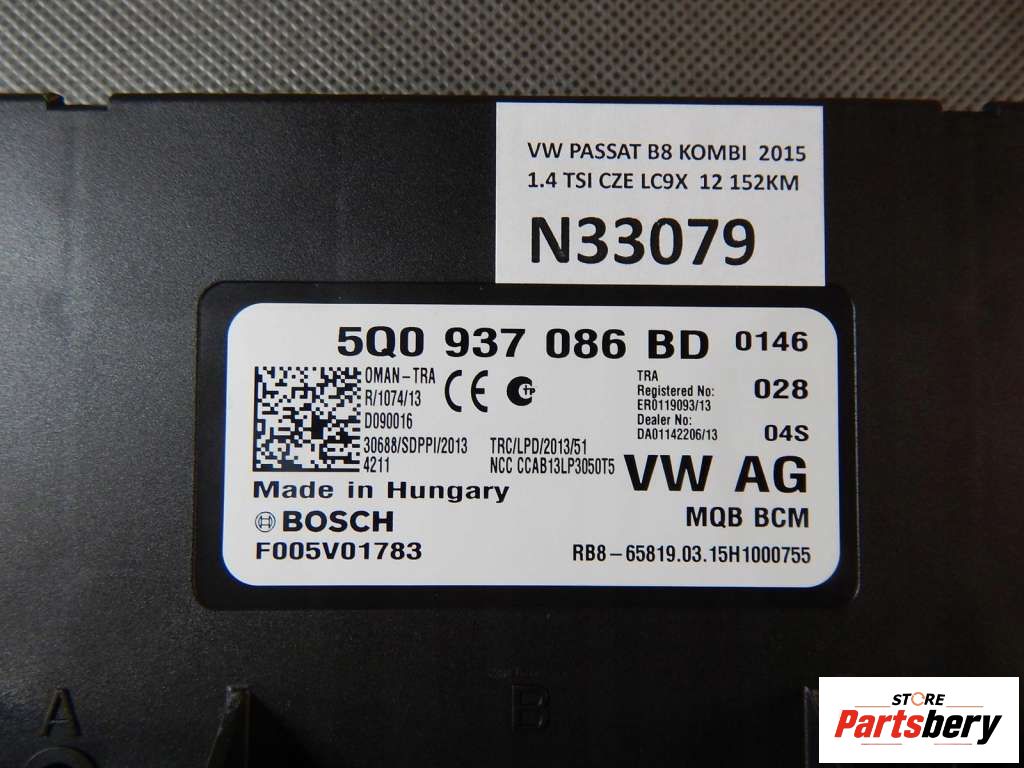 VW PASSAT B8 KOMBI 2015
1.4 TSI CZE LC9X 12 152KM
N33079
5Q0 937 086 BD 0146
OMAN-TRA
R/1074/13
D090016
CE
TRA
Registered No:
ER0119093/13
Dealer No:
DA01142206/13
028
04S
30688/SDPPI/2013
4211
TRC/LPD/2013/51
NCC CCAB13LP3050T5
VW AG
Made in Hungary
MQB BCM
BOSCH
F005V01783
RB8-65819.03.15H1000755
A
B
STORE
Partsbery